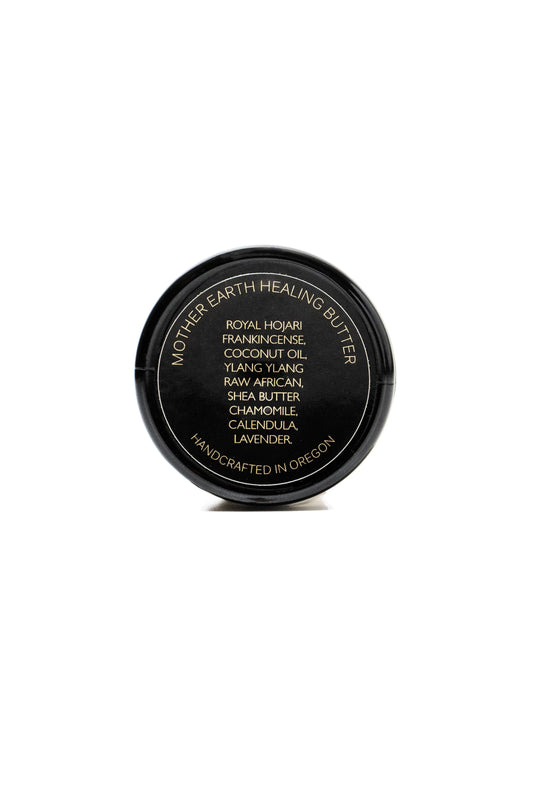 MOTHER EARTH HEALING BUTTER
ROYAL HOJARI
FRANKINCENSE,
COCONUT OIL,
YLANG YLANG
RAW AFRICAN,
SHEA BUTTER
CHAMOMILE,
CALENDULA,
LAVENDER.
HANDCRAFTED IN OREGON